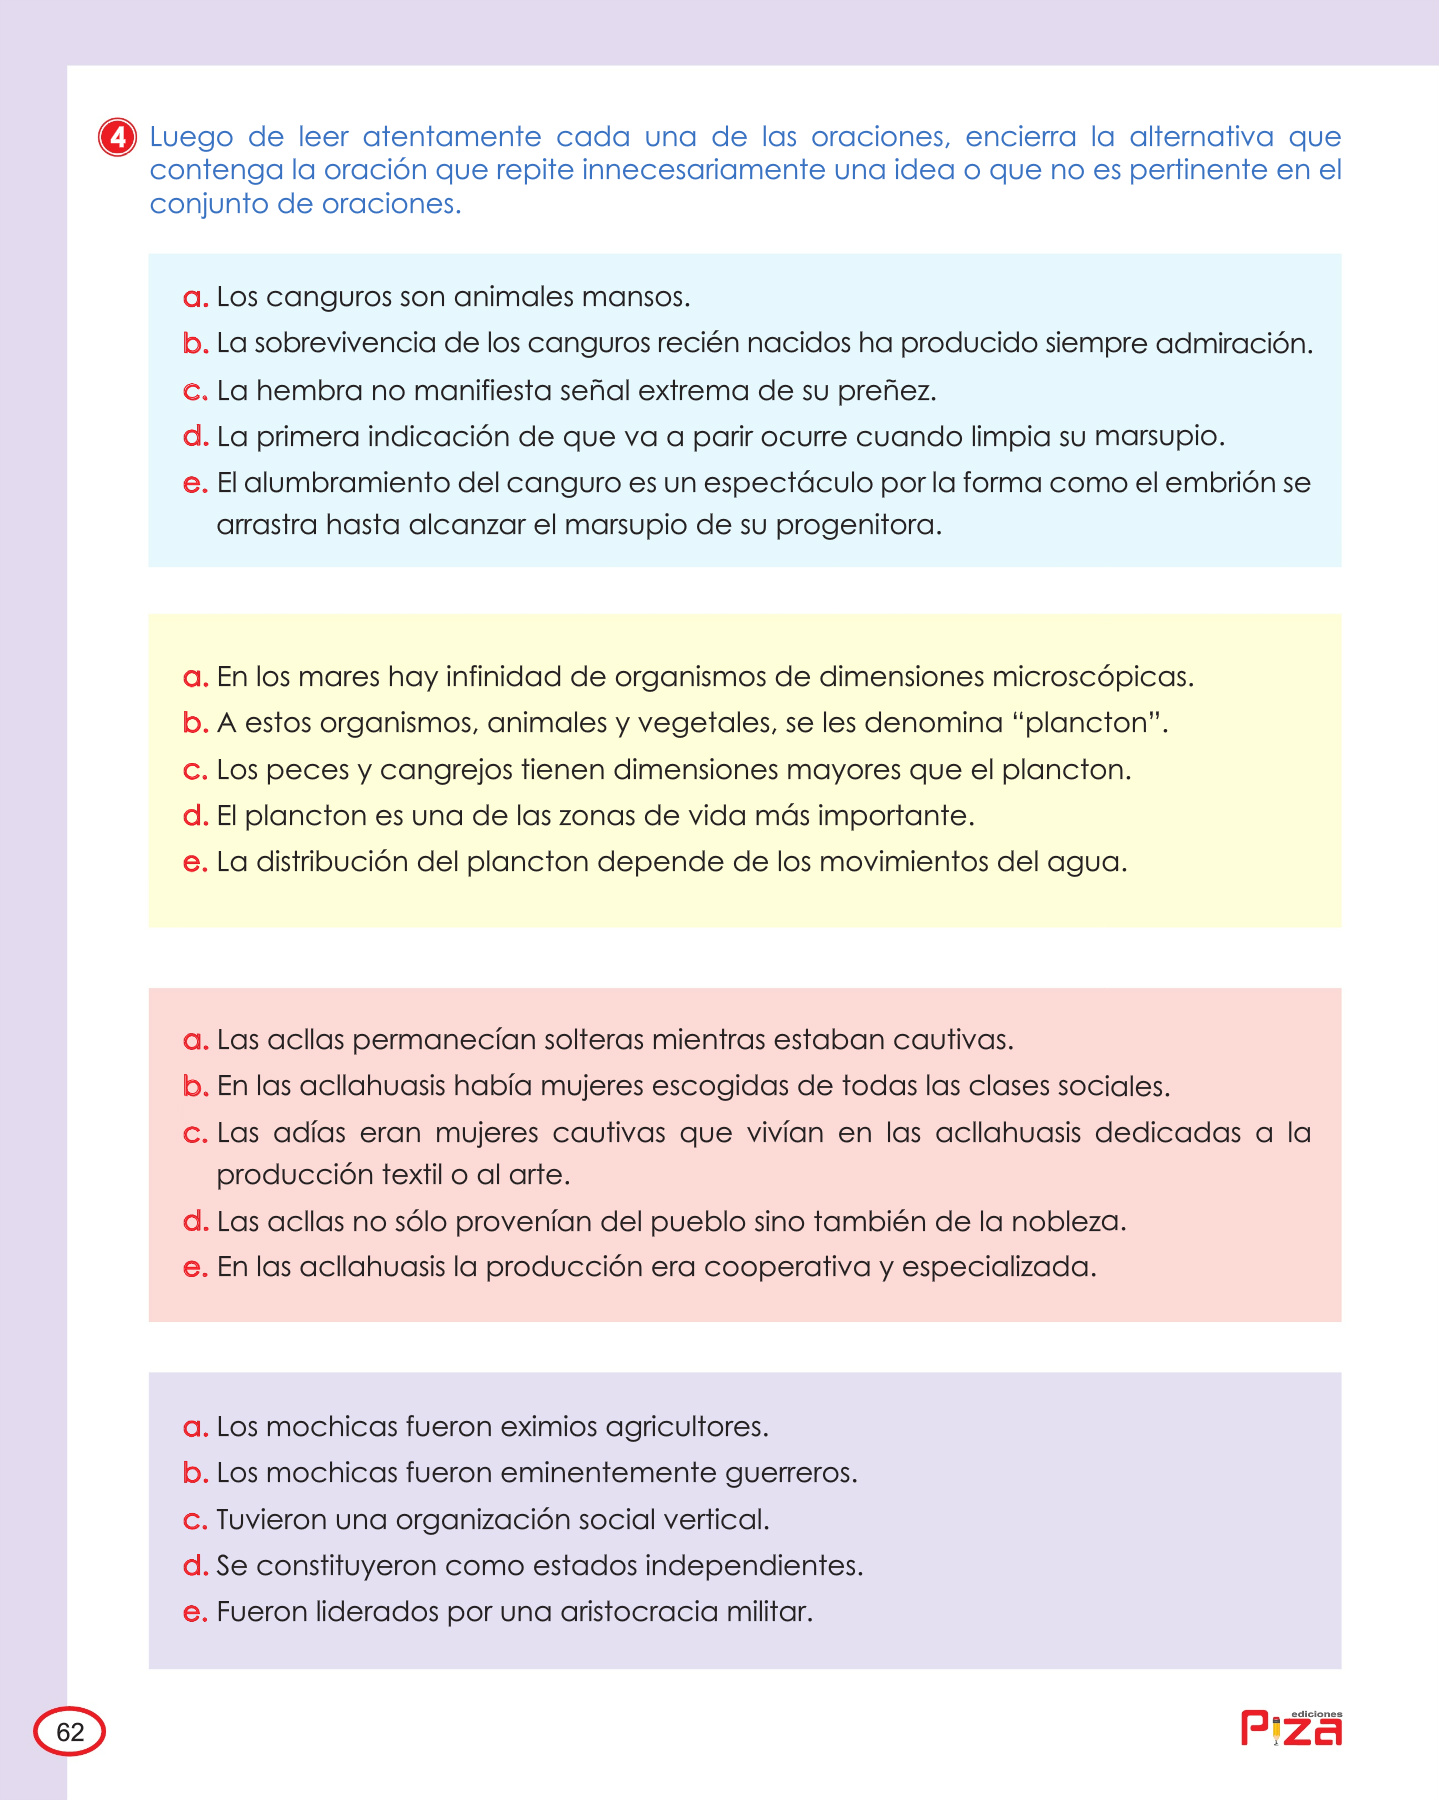 4 Luego de leer atentamente cada una de las oraciones, encierra la alternativa que
contenga la oración que repite innecesariamente una idea o que no es pertinente en el
conjunto de oraciones.
a. Los canguros son animales mansos.
b. La sobrevivencia de los canguros recién nacidos ha producido siempre admiración.
c. La hembra no manifiesta señal extrema de su preñez.
d. La primera indicación de que va a parir ocurre cuando limpia su marsupio.
e. El alumbramiento del canguro es un espectáculo por la forma como el embrión se
arrastra hasta alcanzar el marsupio de su progenitora.
a. En los mares hay infinidad de organismos de dimensiones microscópicas.
b. A estos organismos, animales y vegetales, se les denomina “plancton”.
c. Los peces y cangrejos tienen dimensiones mayores que el plancton.
d. El plancton es una de las zonas de vida más importante.
e. La distribución del plancton depende de los movimientos del agua.
a. Las acllas permanecían solteras mientras estaban cautivas.
b. En las acllahuasis había mujeres escogidas de todas las clases sociales.
c. Las adías eran mujeres cautivas que vivían en las acllahuasis dedicadas a la
producción textil o al arte.
d. Las acllas no sólo provenían del pueblo sino también de la nobleza.
e. En las acllahuasis la producción era cooperativa y especializada.
a. Los mochicas fueron eximios agricultores.
b. Los mochicas fueron eminentemente guerreros.
c. Tuvieron una organización social vertical.
d. Se constituyeron como estados independientes.
e. Fueron liderados por una aristocracia militar.
62
ediciones
Piza